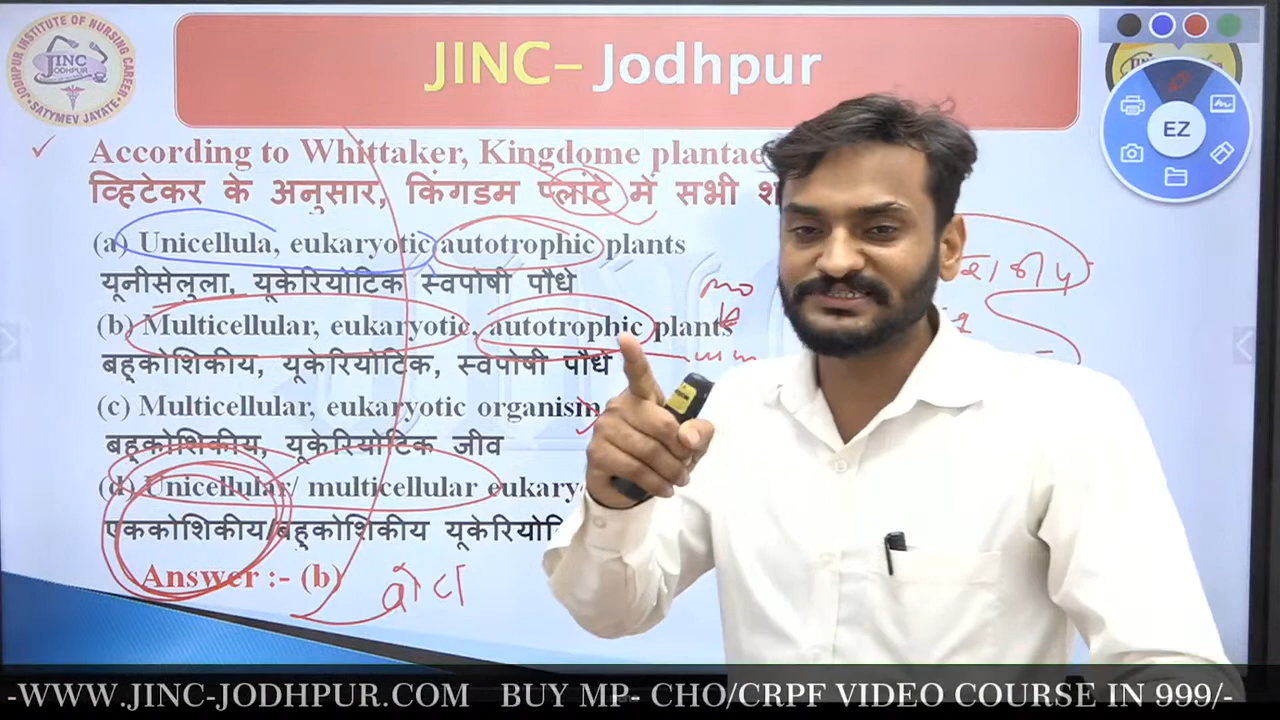 JODHPUR INSTITUTE OF NURSING CAREER
JINC
JODHPUR
SATYMEV JAYATE
JINC– Jodhpur
EZ
According to Whittaker, Kingdome plantae
व्हिटेकर के अनुसार, किंगडम प्लांटै में सभी
(a) Unicellula, eukaryotic autotrophic plants
यूनीसेलुला, यूकेरियोटिक स्वपोषी पौधे
(b) Multicellular, eukaryotic, autotrophic plants
बहूकोशिकीय, यूकेरियोटिक, स्वपोषी पौधे
(c) Multicellular, eukaryotic organism
बहूकोशिकीय, यूकेरियोटिक जीव
(d) Unicellular/ multicellular
एककोशिकीय/बहूकोशिकीय
Answer :- (b)
-WWW.JINC-JODHPUR.COM BUY MP- CHO/CRPF VIDEO COURSE IN 999/-